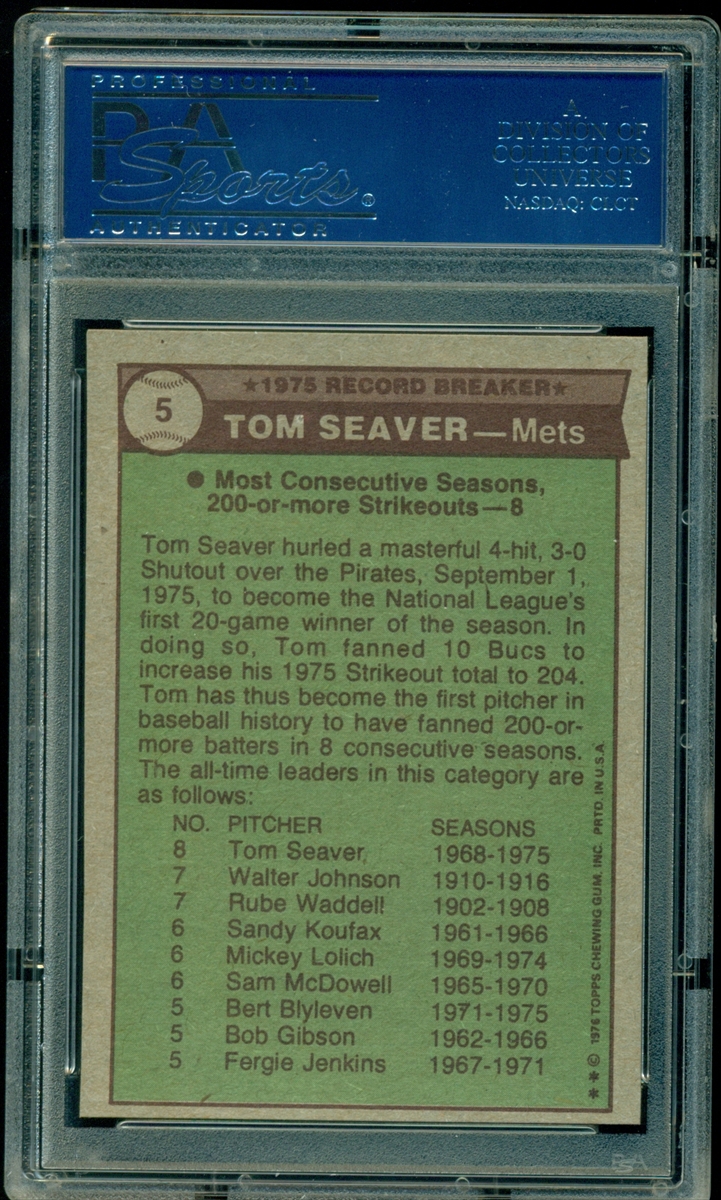 PROFESSIONAL
PSA
Sports®
AUTHENTICATOR
A
DIVISION OF
COLLECTORS
UNIVERSE
NASDAQ: CLCT
5
★1975 RECORD BREAKER★
TOM SEAVER—Mets
● Most Consecutive Seasons,
200-or-more Strikeouts—8
Tom Seaver hurled a masterful 4-hit, 3-0
Shutout over the Pirates, September 1,
1975, to become the National League's
first 20-game winner of the season. In
doing so, Tom fanned 10 Bucs to
increase his 1975 Strikeout total to 204.
Tom has thus become the first pitcher in
baseball history to have fanned 200-or-
more batters in 8 consecutive seasons.
The all-time leaders in this category are
as follows:
NO. PITCHER SEASONS
8 Tom Seaver 1968-1975
7 Walter Johnson 1910-1916
7 Rube Waddell 1902-1908
6 Sandy Koufax 1961-1966
6 Mickey Lolich 1969-1974
6 Sam McDowell 1965-1970
5 Bert Blyleven 1971-1975
5 Bob Gibson 1962-1966
5 Fergie Jenkins 1967-1971
✱✱© 1976 TOPPS CHEWING GUM, INC. PRTD. IN U.S.A.
PSA